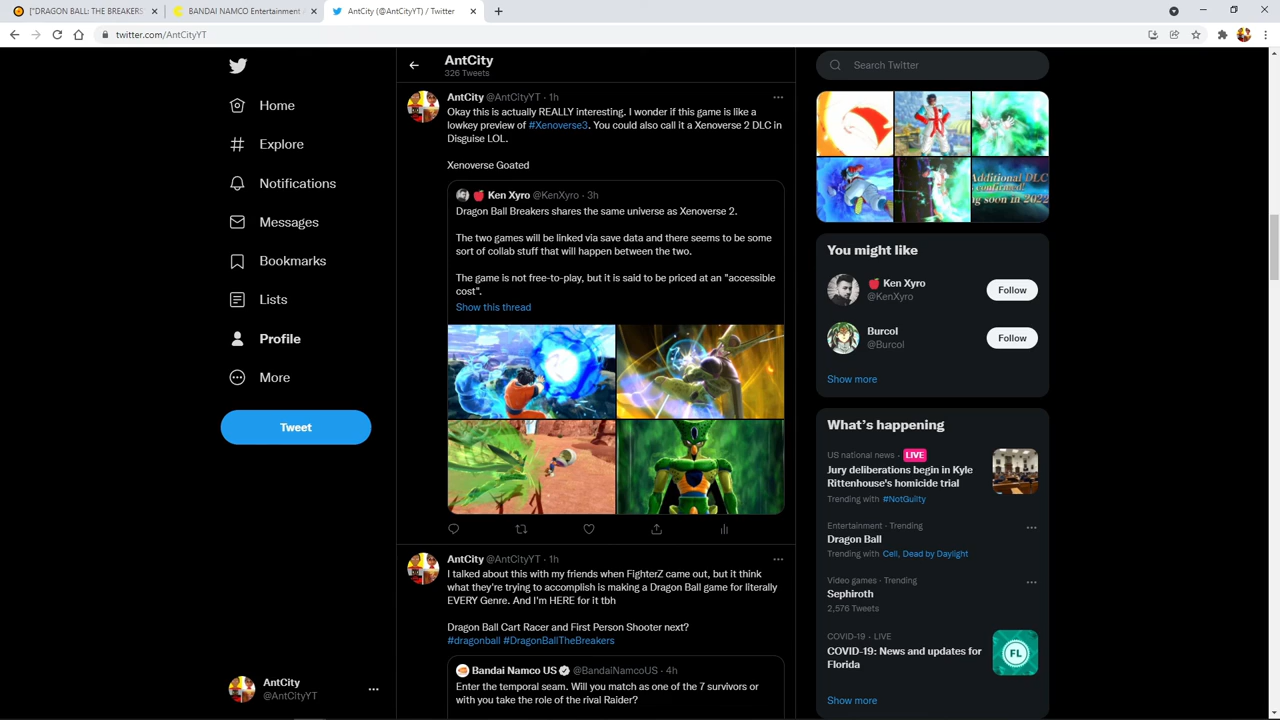 ["DRAGON BALL: THE BREAKERS
BANDAI NAMCO Entertainment
AntCity (@AntCityYT) / Twitter
twitter.com/AntCityYT
Home
Explore
Notifications
Messages
Bookmarks
Lists
Profile
More
Tweet
AntCity
@AntCityYT
AntCity
326 Tweets
AntCity @AntCityYT · 1h
Okay this is actually REALLY interesting. I wonder if this game is like a
lowkey preview of #Xenoverse3. You could also call it a Xenoverse 2 DLC in
Disguise LOL.
Xenoverse Goated
Ken Xyro @KenXyro · 3h
Dragon Ball Breakers shares the same universe as Xenoverse 2.
The two games will be linked via save data and there seems to be some
sort of collab stuff that will happen between the two.
The game is not free-to-play, but it is said to be priced at an "accessible
cost".
Show this thread
AntCity @AntCityYT · 1h
I talked about this with my friends when FighterZ came out, but it think
what they're trying to accomplish is making a Dragon Ball game for literally
EVERY Genre. And I'm HERE for it tbh
Dragon Ball Cart Racer and First Person Shooter next?
#dragonball #DragonBallTheBreakers
Bandai Namco US @BandaiNamcoUS · 4h
Enter the temporal seam. Will you match as one of the 7 survivors or
with you take the role of the rival Raider?
Search Twitter
Additional DLC
confirmed!
g soon in 2022
You might like
Ken Xyro
@KenXyro
Follow
Burcol
@Burcol
Follow
Show more
What's happening
US national news · LIVE
Jury deliberations begin in Kyle
Rittenhouse's homicide trial
Trending with #NotGuilty
Entertainment · Trending
Dragon Ball
Trending with Cell, Dead by Daylight
Video games · Trending
Sephiroth
2,576 Tweets
COVID-19 · LIVE
COVID-19: News and updates for
Florida
FL
Show more